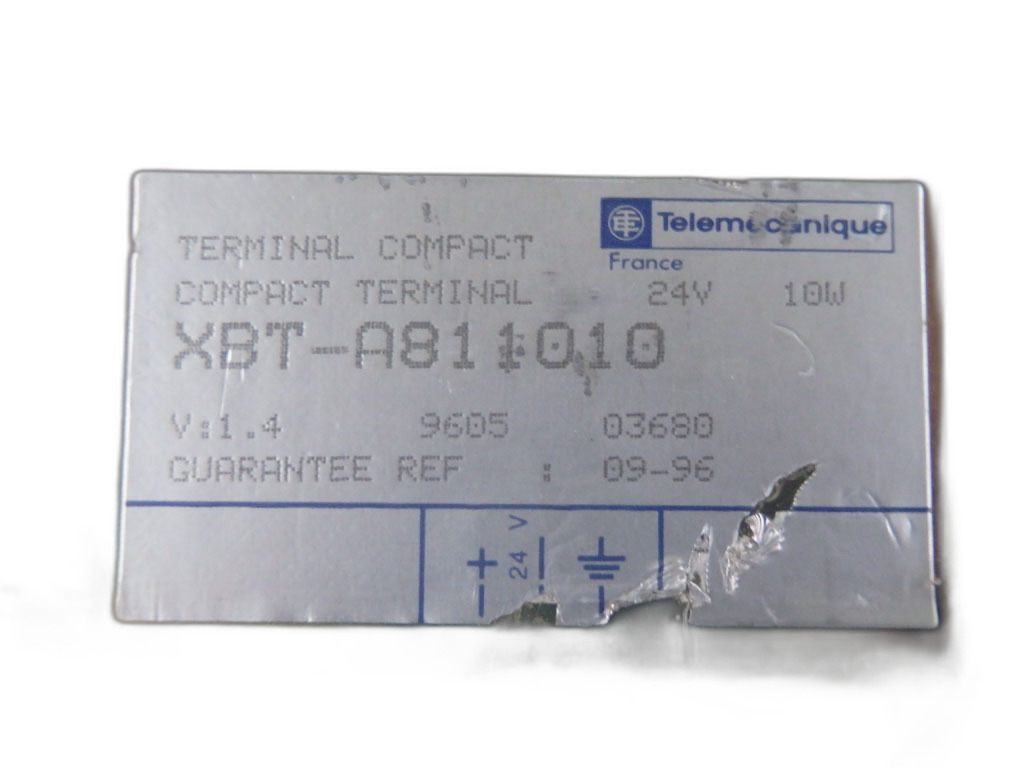 TE Telemecanique
France
TERMINAL COMPACT
COMPACT TERMINAL 24V 10W
XBT-A811010
V:1.4 9605 03680
GUARANTEE REF : 09-96
+ 24 V -